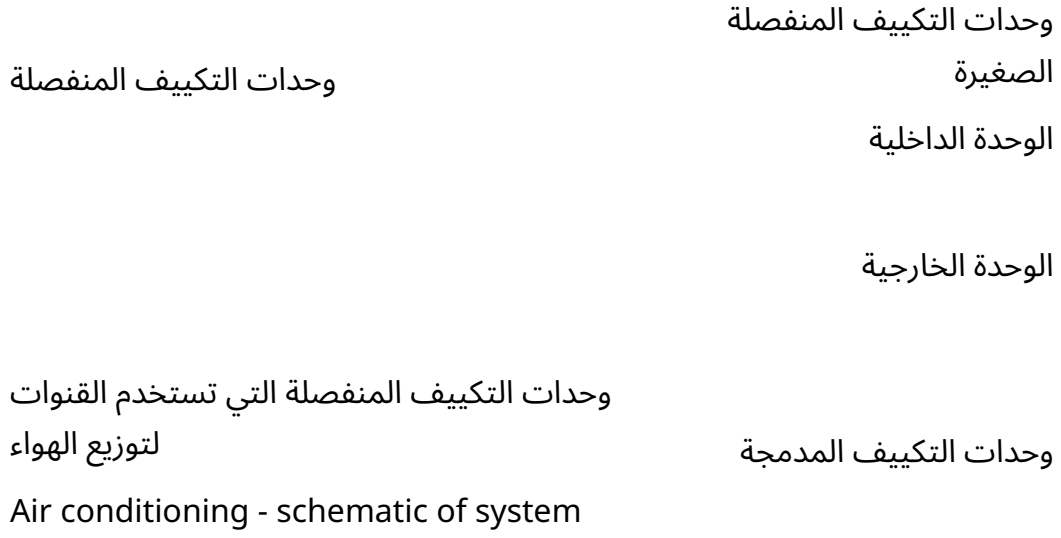 وحدات التكييف المنفصلة
الصغيرة
وحدات التكييف المنفصلة
الوحدة الداخلية
الوحدة الخارجية
وحدات التكييف المنفصلة التي تستخدم القنوات
لتوزيع الهواء
وحدات التكييف المدمجة
Air conditioning - schematic of system